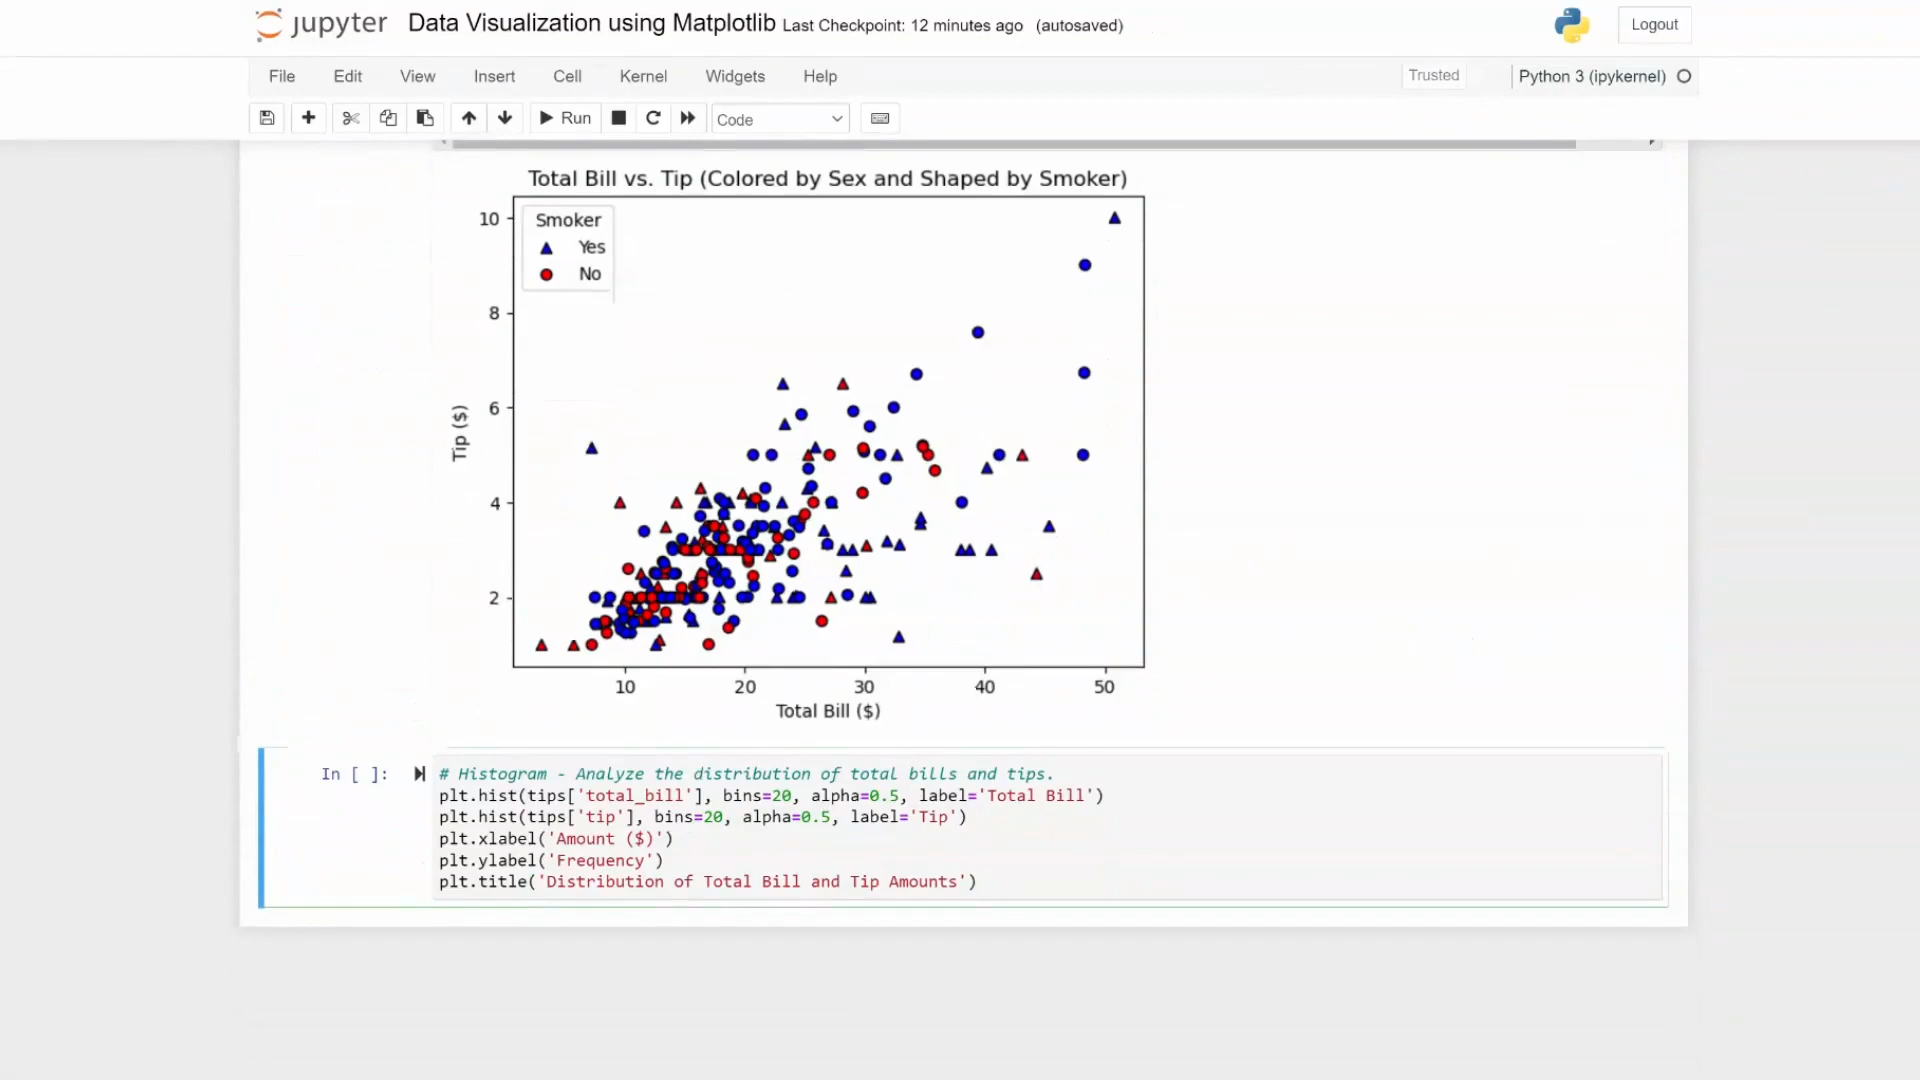 jupyter Data Visualization using Matplotlib Last Checkpoint: 12 minutes ago (autosaved) Logout
File Edit View Insert Cell Kernel Widgets Help Trusted Python 3 (ipykernel)
Run Code
Total Bill vs. Tip (Colored by Sex and Shaped by Smoker)
Smoker
Yes
No
10
8
6
4
2
Tip ($)
10 20 30 40 50
Total Bill ($)
In [ ]: # Histogram - Analyze the distribution of total bills and tips.
plt.hist(tips['total_bill'], bins=20, alpha=0.5, label='Total Bill')
plt.hist(tips['tip'], bins=20, alpha=0.5, label='Tip')
plt.xlabel('Amount ($)')
plt.ylabel('Frequency')
plt.title('Distribution of Total Bill and Tip Amounts')